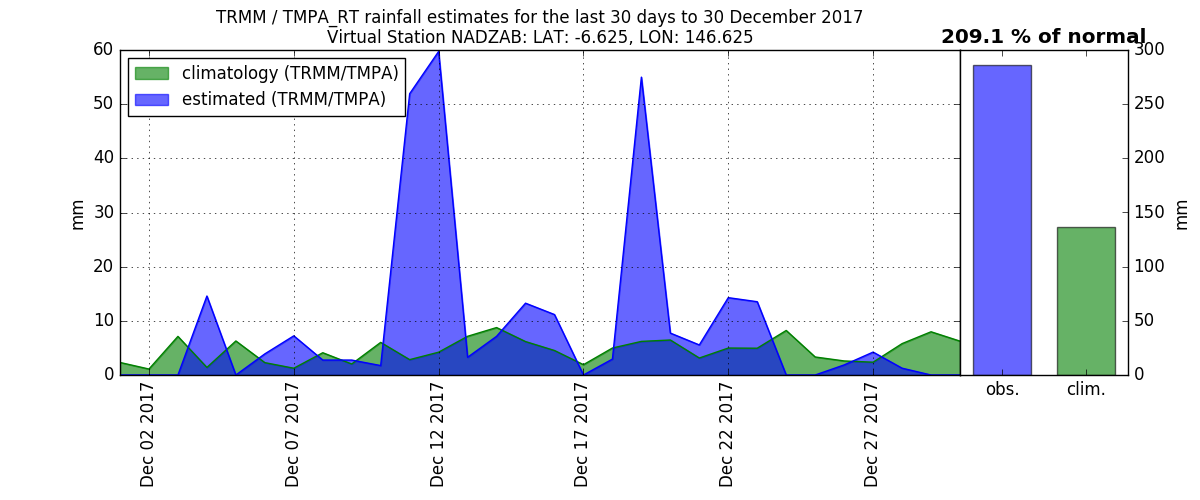 TRMM / TMPA_RT rainfall estimates for the last 30 days to 30 December 2017
Virtual Station NADZAB: LAT: -6.625, LON: 146.625
209.1 % of normal
climatology (TRMM/TMPA)
estimated (TRMM/TMPA)
60
50
40
30
20
10
0
mm
Dec 02 2017
Dec 07 2017
Dec 12 2017
Dec 17 2017
Dec 22 2017
Dec 27 2017
300
250
200
150
100
50
0
mm
obs.
clim.